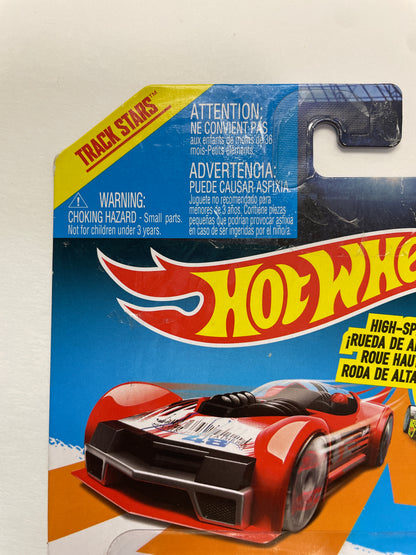 TRACK STARS™
ATTENTION:
NE CONVIENT PAS
aux enfants de moins de 36
mois-Petits éléments.
ADVERTENCIA:
PUEDE CAUSAR ASFIXIA.
Juguete no recomendado para
menores de 3 años. Contiene piezas
pequeñas que podrían provocar asfixia
en caso de ser ingeridas por el niño/a.
WARNING:
CHOKING HAZARD - Small parts.
Not for children under 3 years.
HOT WHE
HIGH-SP
¡RUEDA DE A
ROUE HAU
RODA DE ALTA